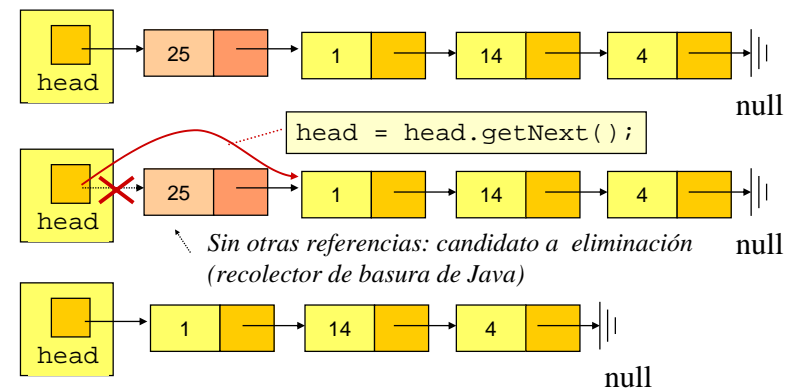 25 1 14 4
head
null
head = head.getNext();
25 1 14 4
head
Sin otras referencias: candidato a eliminación
null
(recolector de basura de Java)
1 14 4
head
null